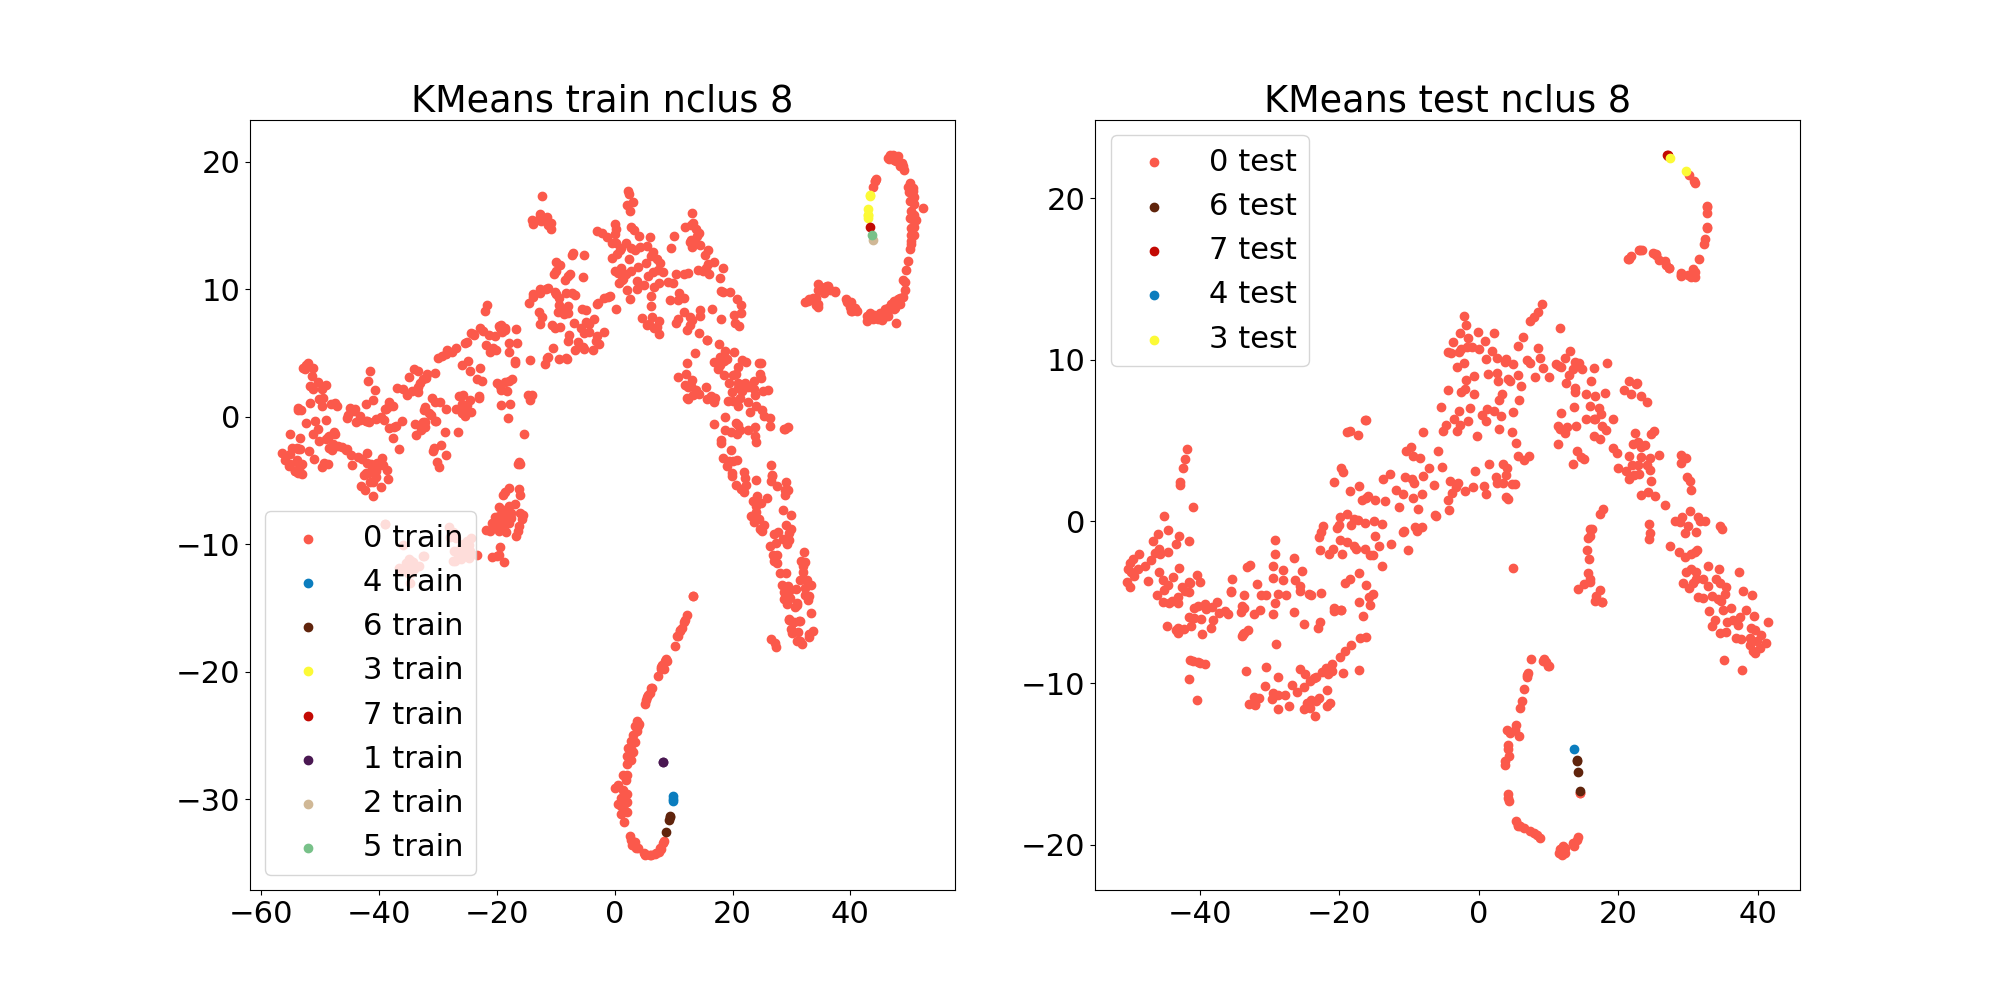 KMeans train nclus 8
20
10
0
−10
−20
−30
−60
−40
−20
0
20
40
0 train
4 train
6 train
3 train
7 train
1 train
2 train
5 train
KMeans test nclus 8
20
10
0
−10
−20
−40
−20
0
20
40
0 test
6 test
7 test
4 test
3 test